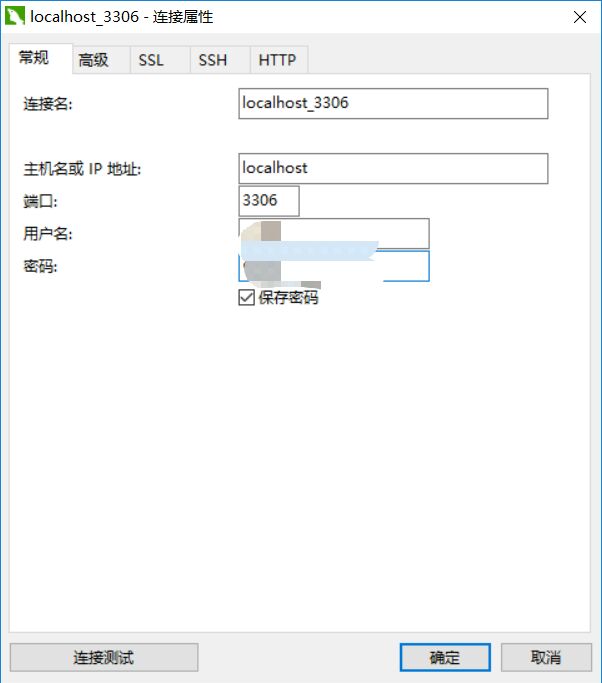 localhost_3306 - 连接属性
常规 高级 SSL SSH HTTP
连接名: localhost_3306
主机名或 IP 地址: localhost
端口: 3306
用户名:
密码:
保存密码
连接测试 确定 取消